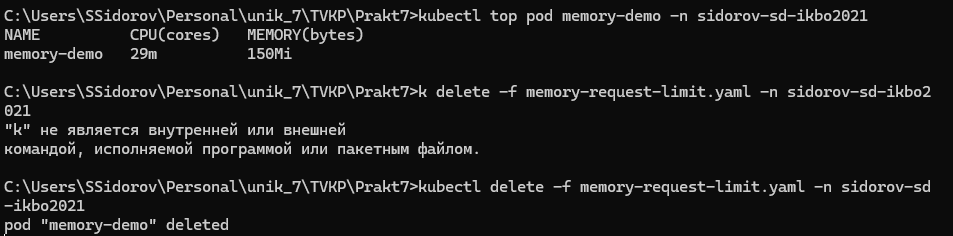 C:\Users\SSidorov\Personal\unik_7\TVKP\Prakt7>kubectl top pod memory-demo -n sidorov-sd-ikbo2021
NAME          CPU(cores)   MEMORY(bytes)
memory-demo   29m          150Mi
C:\Users\SSidorov\Personal\unik_7\TVKP\Prakt7>k delete -f memory-request-limit.yaml -n sidorov-sd-ikbo2
021
"k" не является внутренней или внешней
командой, исполняемой программой или пакетным файлом.
C:\Users\SSidorov\Personal\unik_7\TVKP\Prakt7>kubectl delete -f memory-request-limit.yaml -n sidorov-sd
-ikbo2021
pod "memory-demo" deleted